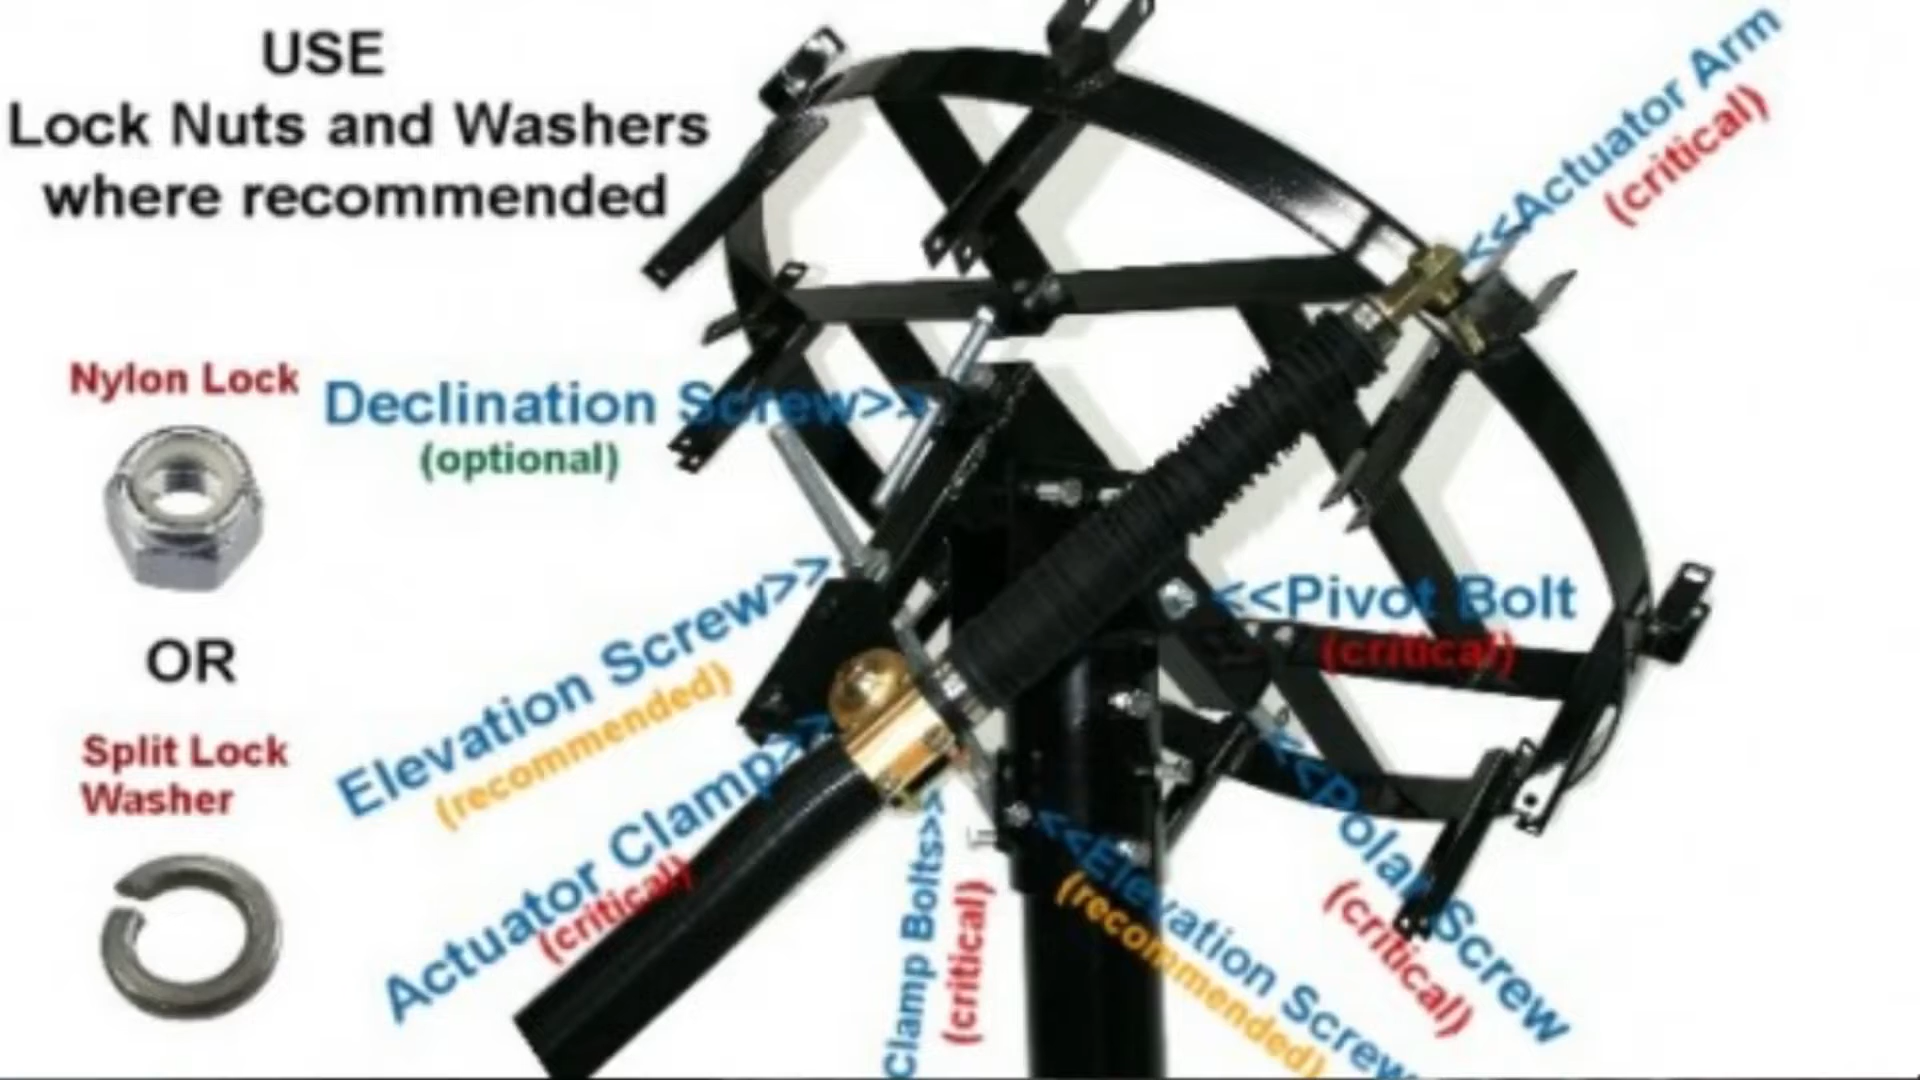 USE
Lock Nuts and Washers
where recommended
<<Actuator Arm
(critical)
Nylon Lock
Declination Screw>>
(optional)
<<Pivot Bolt
(critical)
Elevation Screw>>
(recommended)
OR
Split Lock
Washer
Actuator Clamp>
(critical)
Clamp Bolts>>
(critical)
<<Elevation Screw
(recommended)
<<Polar Screw
(critical)